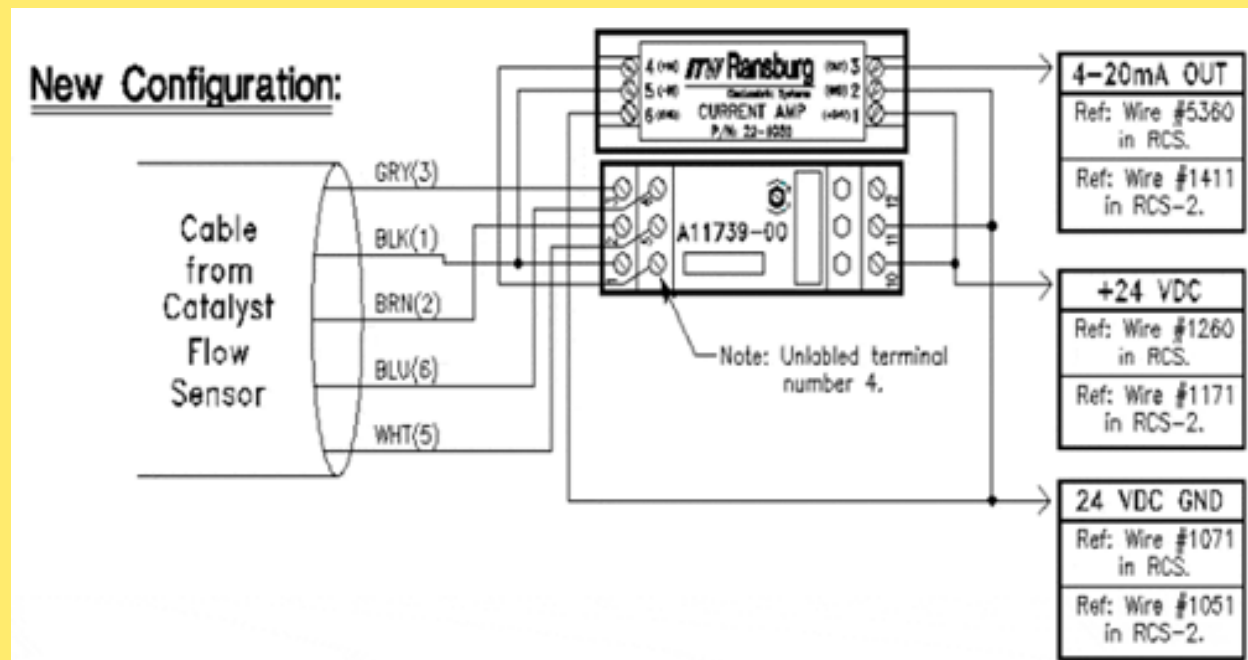 New Configuration:
Cable
from
Catalyst
Flow
Sensor
GRY(3)
BLK(1)
BRN(2)
BLU(6)
WHT(5)
4
5
6
Ransburg
CURRENT AMP
3
2
1
A11739-00
12
11
10
Note: Unlabled terminal
number 4.
4-20mA OUT
Ref: Wire #5360
in RCS.
Ref: Wire #1411
in RCS-2.
+24 VDC
Ref: Wire #1260
in RCS.
Ref: Wire #1171
in RCS-2.
24 VDC GND
Ref: Wire #1071
in RCS.
Ref: Wire #1051
in RCS-2.